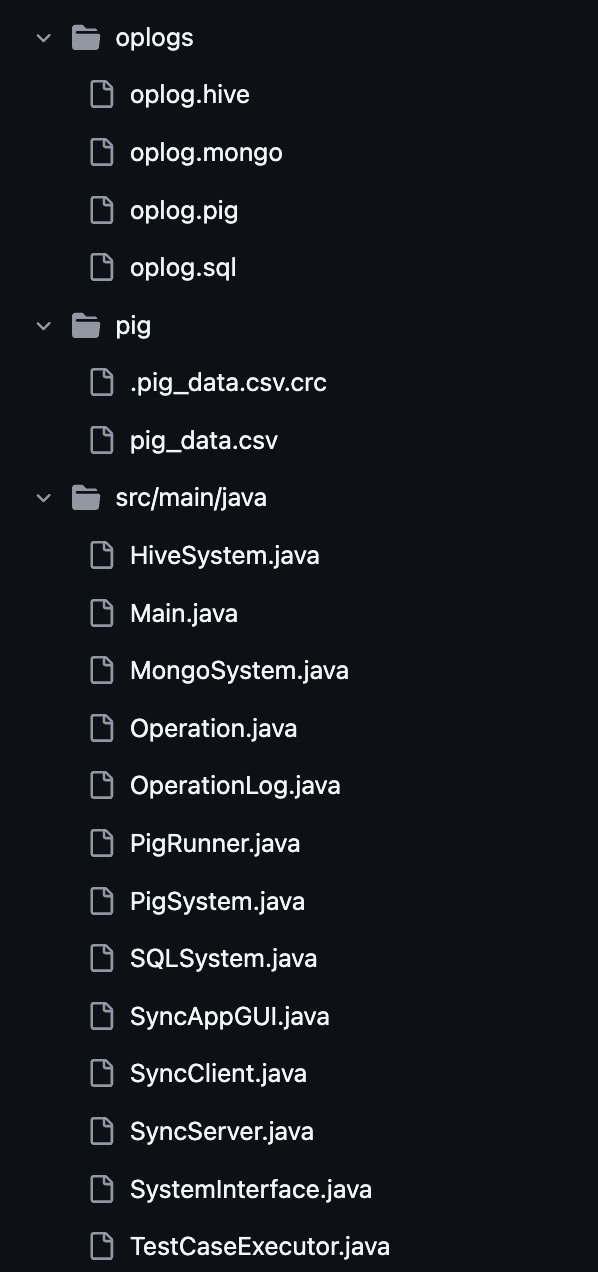 oplogs
oplog.hive
oplog.mongo
oplog.pig
oplog.sql
pig
.pig_data.csv.crc
pig_data.csv
src/main/java
HiveSystem.java
Main.java
MongoSystem.java
Operation.java
OperationLog.java
PigRunner.java
PigSystem.java
SQLSystem.java
SyncAppGUI.java
SyncClient.java
SyncServer.java
SystemInterface.java
TestCaseExecutor.java